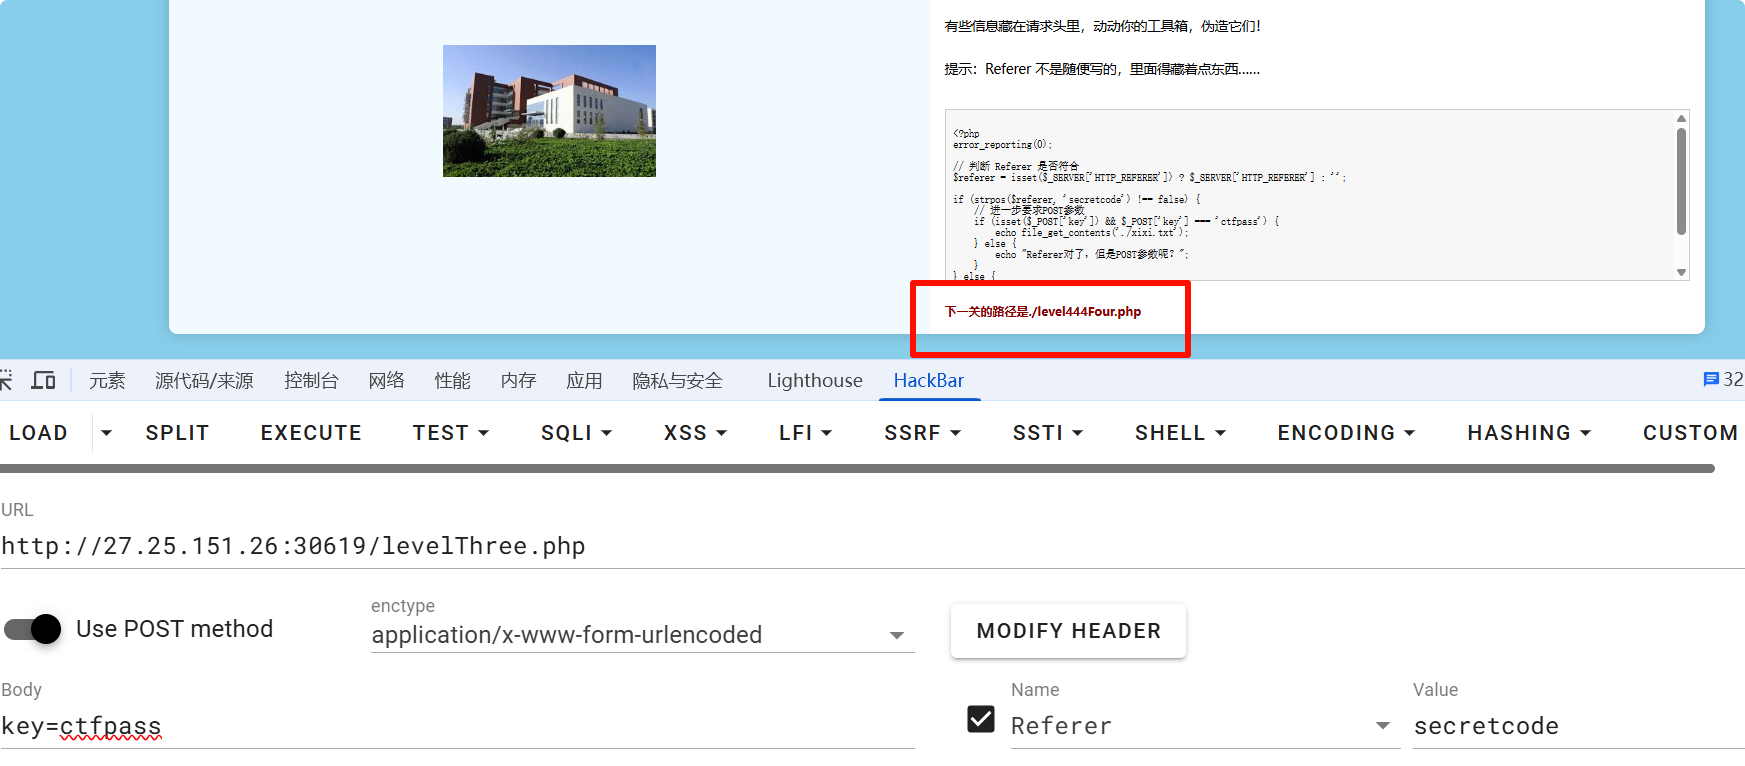 有些信息藏在请求头里，动动你的工具箱，伪造它们！
提示：Referer 不是随便写的，里面得藏着点东西......
<?php
error_reporting(0);
// 判断 Referer 是否符合
$referer = isset($_SERVER['HTTP_REFERER']) ? $_SERVER['HTTP_REFERER'] : '';
if (strpos($referer, 'secretcode') !== false) {
// 进一步要求POST参数
if (isset($_POST['key']) && $_POST['key'] === 'ctfpass') {
echo file_get_contents('./xixi.txt');
} else {
echo "Referer对了，但是POST参数呢？";
}
} else {
下一关的路径是./level444Four.php
元素 源代码/来源 控制台 网络 性能 内存 应用 隐私与安全 Lighthouse HackBar 32
LOAD SPLIT EXECUTE TEST SQLI XSS LFI SSRF SSTI SHELL ENCODING HASHING CUSTOM
URL
http://27.25.151.26:30619/levelThree.php
Use POST method
enctype
application/x-www-form-urlencoded
MODIFY HEADER
Body
key=ctfpass
Name
Referer
Value
secretcode